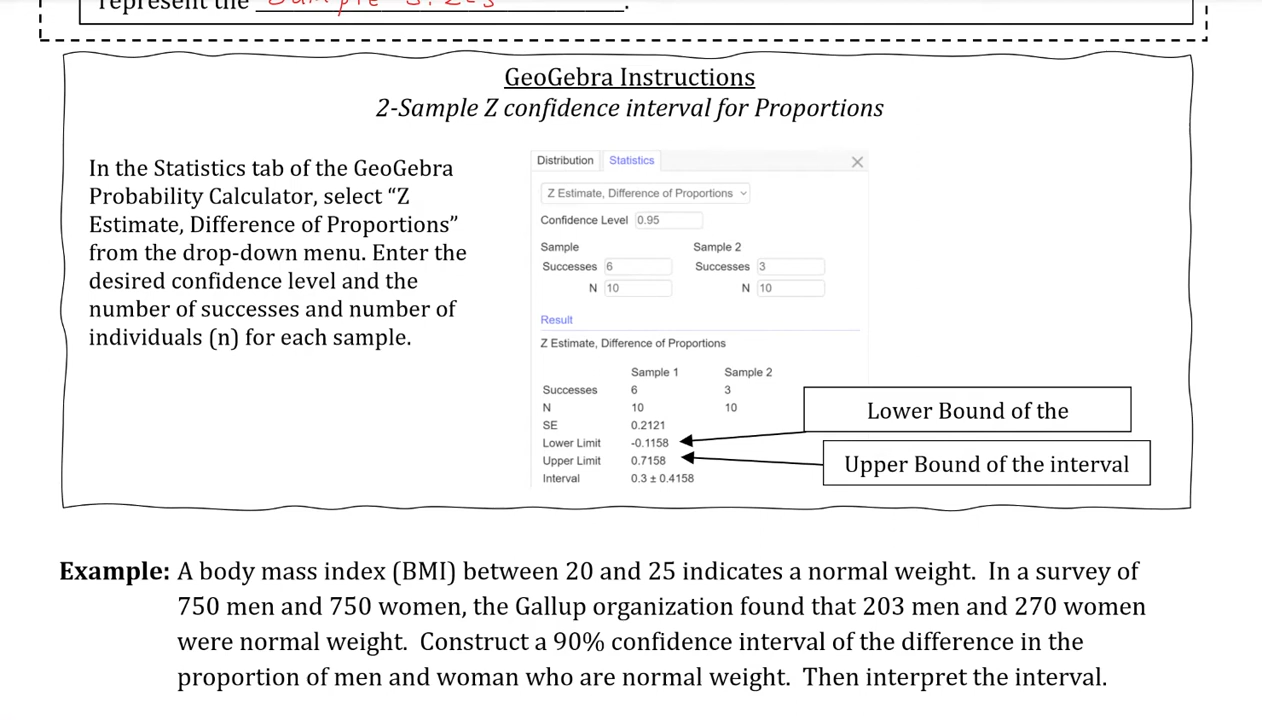 represent the Sample Sizes.
GeoGebra Instructions
2-Sample Z confidence interval for Proportions
In the Statistics tab of the GeoGebra
Probability Calculator, select “Z
Estimate, Difference of Proportions”
from the drop-down menu. Enter the
desired confidence level and the
number of successes and number of
individuals (n) for each sample.
Distribution Statistics
Z Estimate, Difference of Proportions
Confidence Level 0.95
Sample Sample 2
Successes 6 Successes 3
N 10 N 10
Result
Z Estimate, Difference of Proportions
Sample 1 Sample 2
Successes 6 3
N 10 10
SE 0.2121
Lower Limit -0.1158
Upper Limit 0.7158
Interval 0.3 ± 0.4158
Lower Bound of the
Upper Bound of the interval
Example: A body mass index (BMI) between 20 and 25 indicates a normal weight. In a survey of
750 men and 750 women, the Gallup organization found that 203 men and 270 women
were normal weight. Construct a 90% confidence interval of the difference in the
proportion of men and woman who are normal weight. Then interpret the interval.